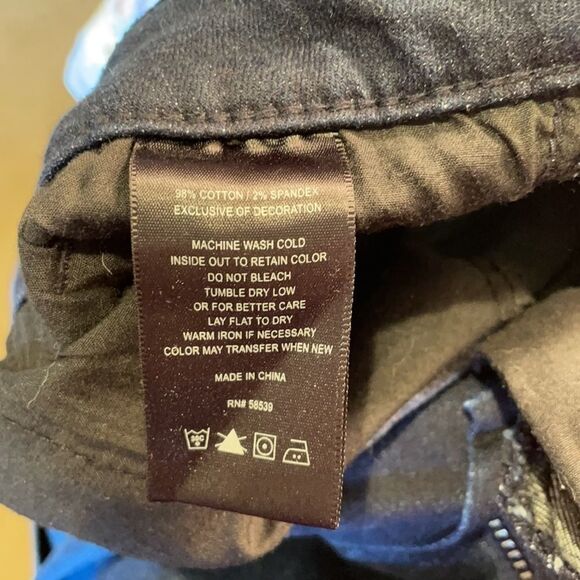 98% COTTON / 2% SPANDEX
EXCLUSIVE OF DECORATION
MACHINE WASH COLD
INSIDE OUT TO RETAIN COLOR
DO NOT BLEACH
TUMBLE DRY LOW
OR FOR BETTER CARE
LAY FLAT TO DRY
WARM IRON IF NECESSARY
COLOR MAY TRANSFER WHEN NEW
MADE IN CHINA
RN# 58539